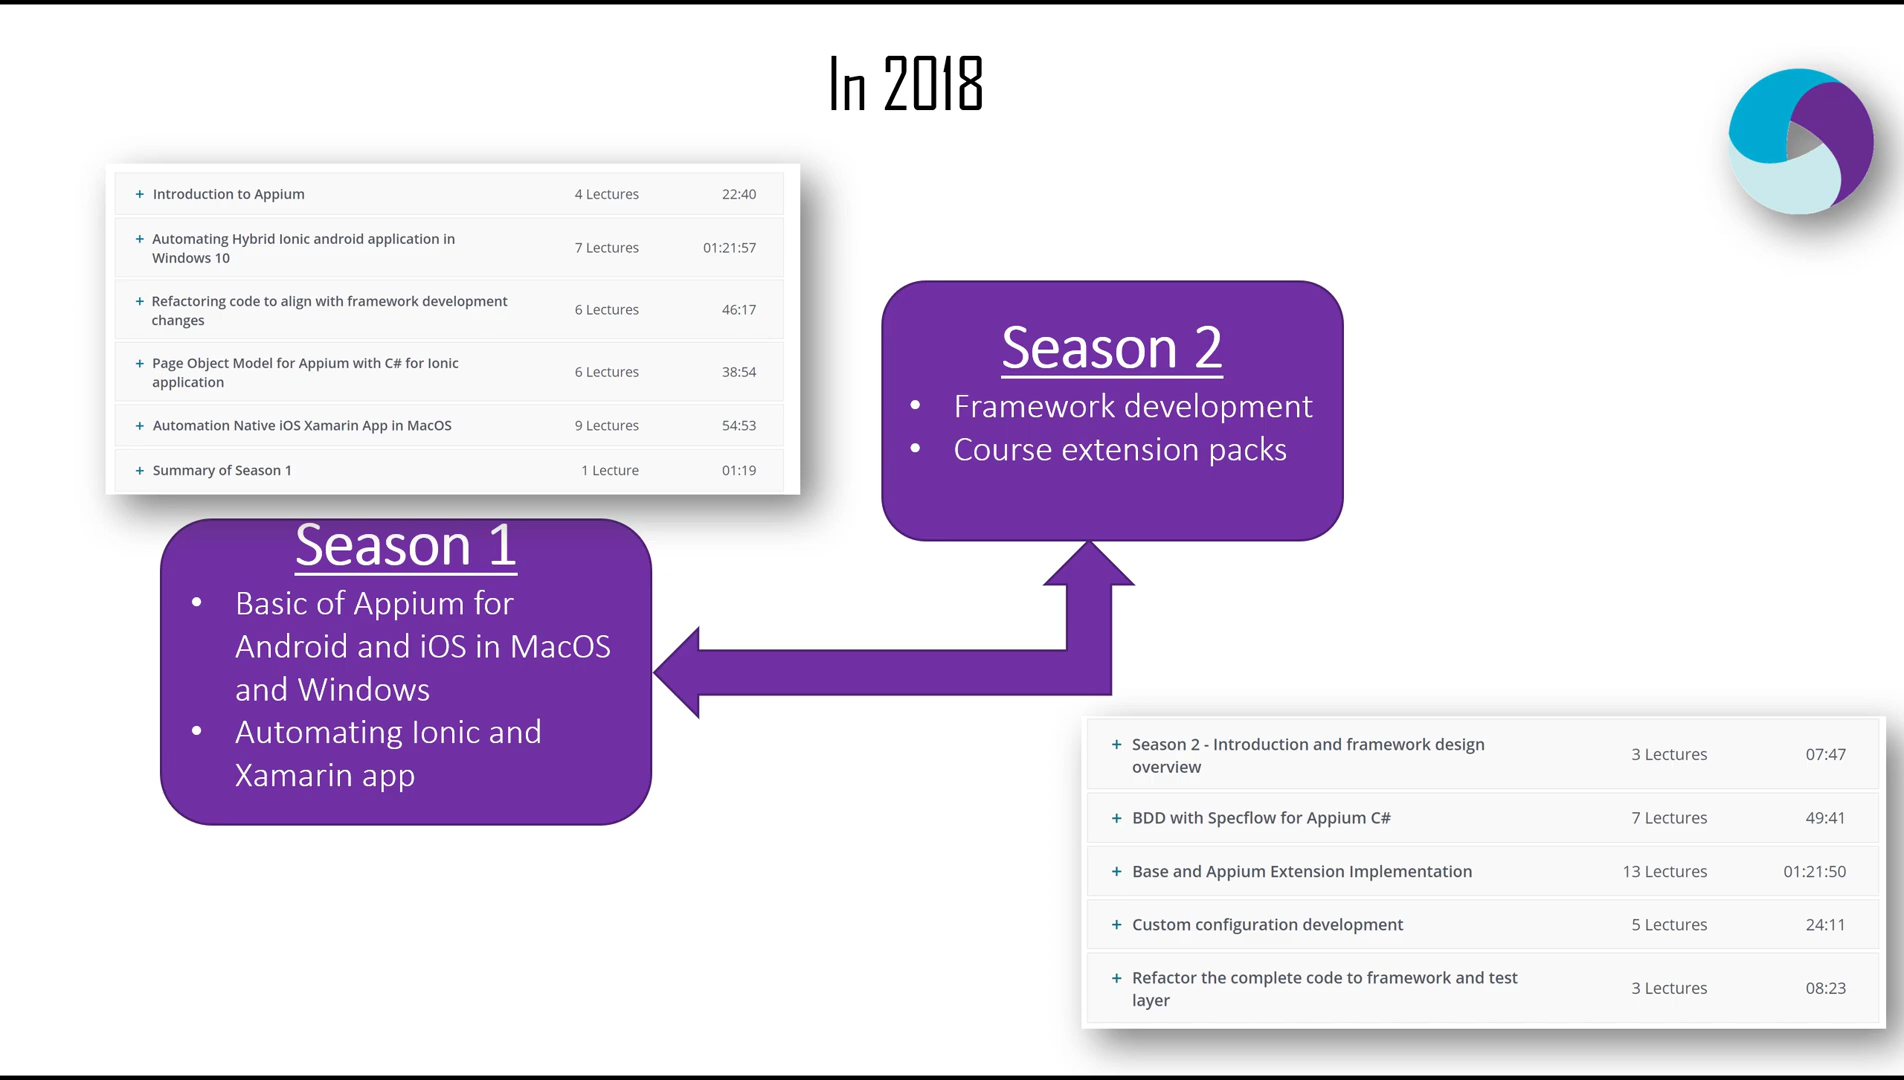 In 2018
+ Introduction to Appium 4 Lectures 22:40
+ Automating Hybrid Ionic android application in
Windows 10 7 Lectures 01:21:57
+ Refactoring code to align with framework development
changes 6 Lectures 46:17
+ Page Object Model for Appium with C# for Ionic
application 6 Lectures 38:54
+ Automation Native iOS Xamarin App in MacOS 9 Lectures 54:53
+ Summary of Season 1 1 Lecture 01:19
Season 1
• Basic of Appium for
Android and iOS in MacOS
and Windows
• Automating Ionic and
Xamarin app
Season 2
• Framework development
• Course extension packs
+ Season 2 - Introduction and framework design
overview 3 Lectures 07:47
+ BDD with Specflow for Appium C# 7 Lectures 49:41
+ Base and Appium Extension Implementation 13 Lectures 01:21:50
+ Custom configuration development 5 Lectures 24:11
+ Refactor the complete code to framework and test
layer 3 Lectures 08:23